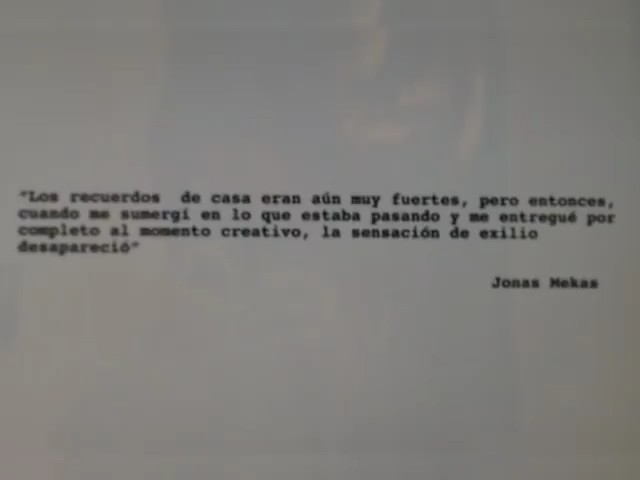 "Los recuerdos de casa eran aún muy fuertes, pero entonces,
cuando me sumergí en lo que estaba pasando y me entregué por
completo al momento creativo, la sensación de exilio
desapareció"
Jonas Mekas